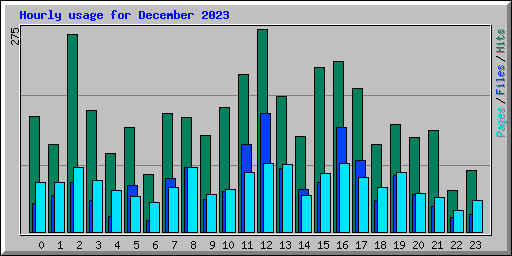 Hourly usage for December 2023
275
Pages/Files/Hits
0 1 2 3 4 5 6 7 8 9 10 11 12 13 14 15 16 17 18 19 20 21 22 23